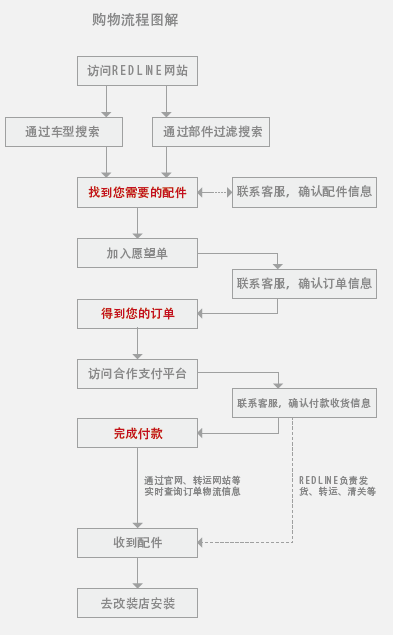 购物流程图解
访问REDLINE网站
通过车型搜索
通过部件过滤搜索
找到您需要的配件
联系客服，确认配件信息
加入愿望单
联系客服，确认订单信息
得到您的订单
访问合作支付平台
联系客服，确认付款收货信息
完成付款
通过官网、转运网站等
实时查询订单物流信息
REDLINE负责发
货、转运、清关等
收到配件
去改装店安装